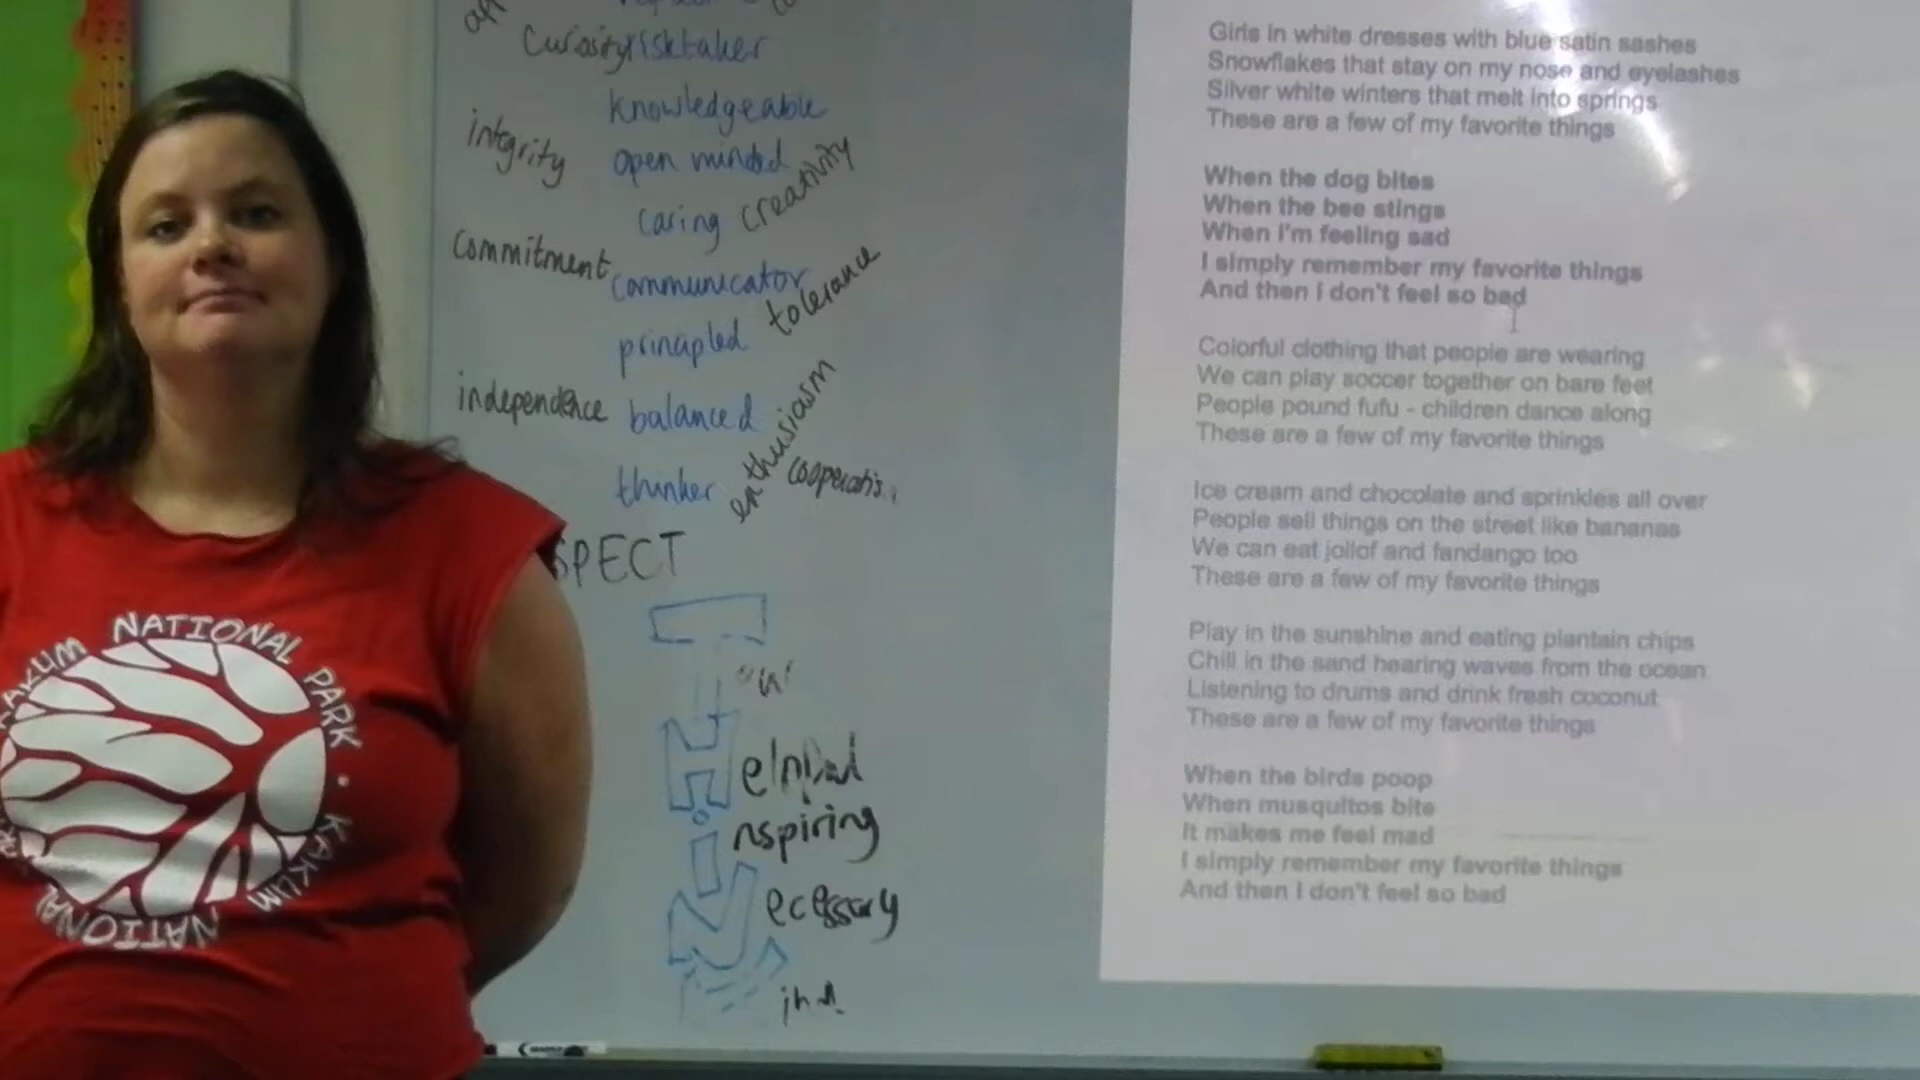 curiosity risktaker
knowledgeable
integrity
open minded
creativity
caring
commitment
communicator
tolerance
principled
independence
balanced
enthusiasm
thinker
SPECT
nspiring
ecessary
KAKUM NATIONAL PARK · KAKUM NATIONAL
Girls in white dresses with blue satin sashes
Snowflakes that stay on my nose and eyelashes
Silver white winters that melt into springs
These are a few of my favorite things
When the dog bites
When the bee stings
When I'm feeling sad
I simply remember my favorite things
And then i don't feel so bad
Colorful clothing that people are wearing
We can play soccer together on bare feet
People pound fufu - children dance along
These are a few of my favorite things
Ice cream and chocolate and sprinkles all over
People sell things on the street like bananas
We can eat jollof and fandango too
These are a few of my favorite things
Play in the sunshine and eating plantain chips
Chill in the sand hearing waves from the ocean
Listening to drums and drink fresh coconut
These are a few of my favorite things
When the birds poop
When musquitos bite
It makes me feel mad
I simply remember my favorite things
And then I don't feel so bad